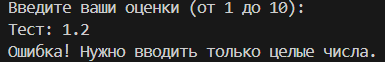 Введите ваши оценки (от 1 до 10):
Тест: 1.2
Ошибка! Нужно вводить только целые числа.